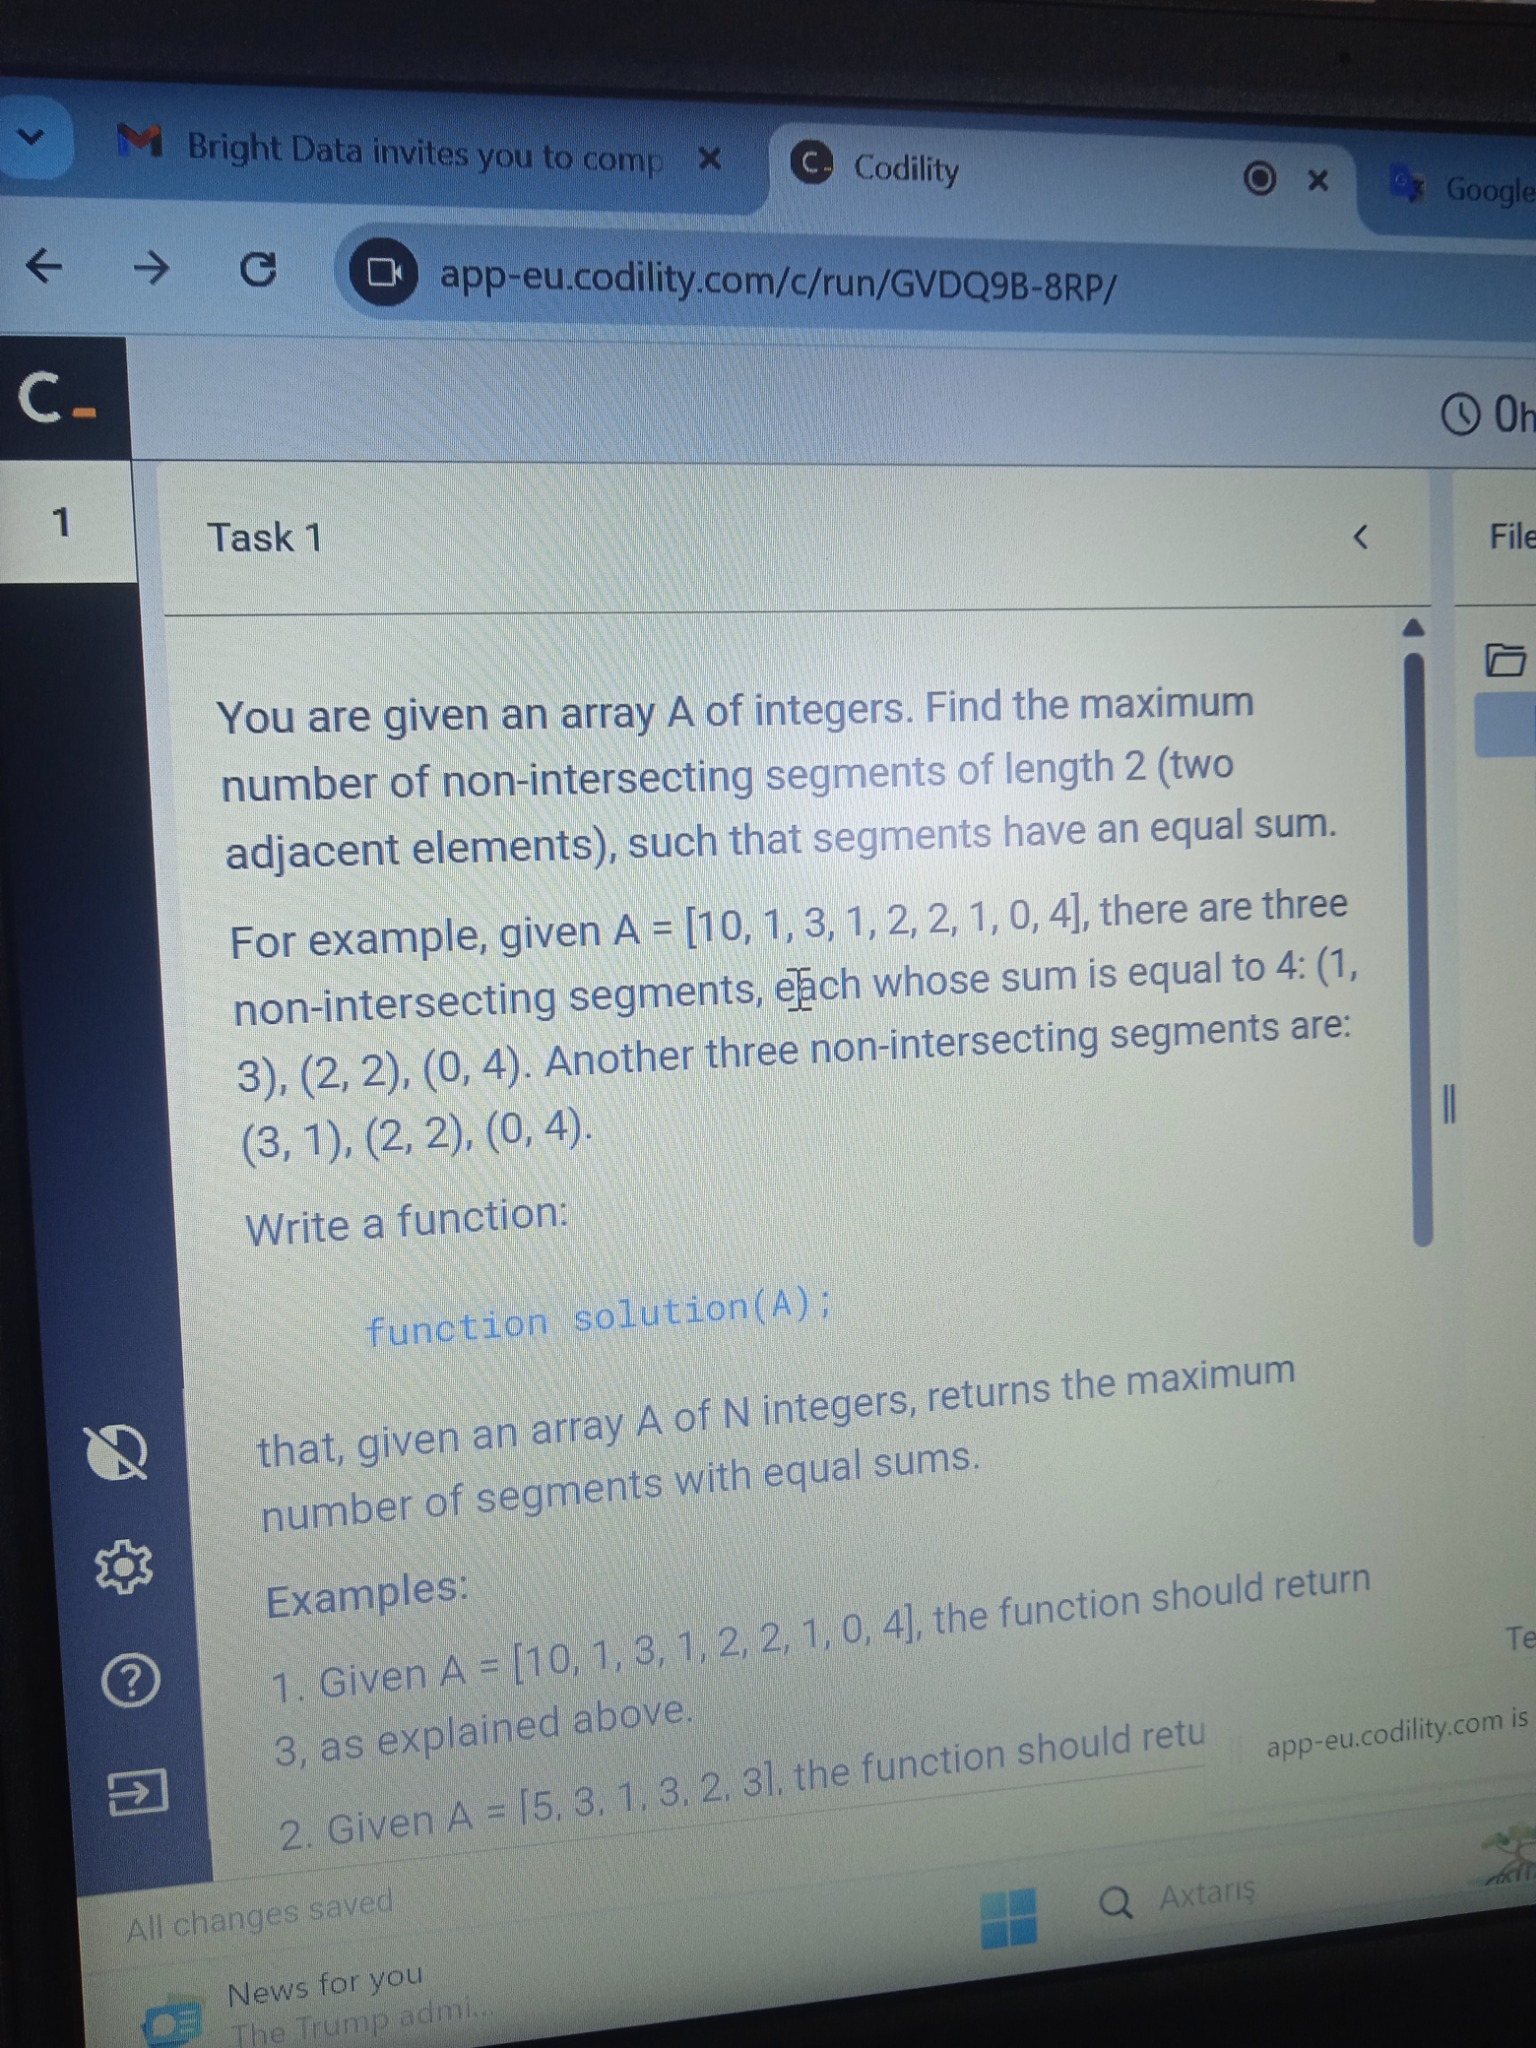 Bright Data invites you to comp
Codility
Google
app-eu.codility.com/c/run/GVDQ9B-8RP/
C-
0h
1
Task 1
File
You are given an array A of integers. Find the maximum
number of non-intersecting segments of length 2 (two
adjacent elements), such that segments have an equal sum.
For example, given A = [10, 1, 3, 1, 2, 2, 1, 0, 4], there are three
non-intersecting segments, each whose sum is equal to 4: (1,
3), (2, 2), (0, 4). Another three non-intersecting segments are:
(3, 1), (2, 2), (0, 4).
Write a function:
function solution(A);
that, given an array A of N integers, returns the maximum
number of segments with equal sums.
Examples:
1. Given A = [10, 1, 3, 1, 2, 2, 1, 0, 4], the function should return
3, as explained above.
2. Given A = [5, 3, 1, 3, 2, 3], the function should retu
Te
app-eu.codility.com is
All changes saved
Axtarış
News for you
The Trump admi...